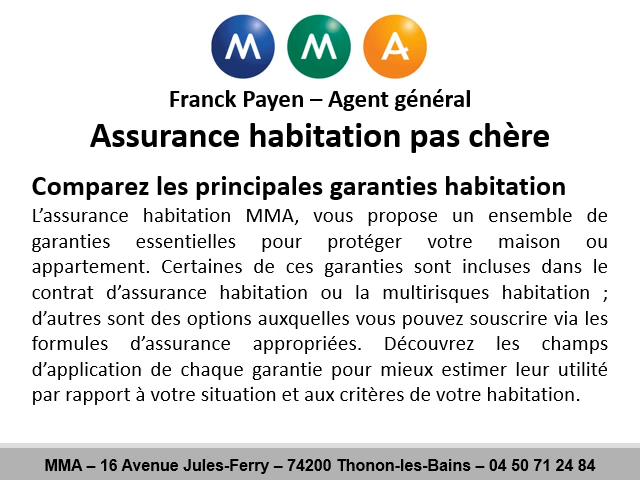 M M A
Franck Payen – Agent général
Assurance habitation pas chère
Comparez les principales garanties habitation
L’assurance habitation MMA, vous propose un ensemble de
garanties essentielles pour protéger votre maison ou
appartement. Certaines de ces garanties sont incluses dans le
contrat d’assurance habitation ou la multirisques habitation ;
d’autres sont des options auxquelles vous pouvez souscrire via les
formules d’assurance appropriées. Découvrez les champs
d’application de chaque garantie pour mieux estimer leur utilité
par rapport à votre situation et aux critères de votre habitation.
MMA – 16 Avenue Jules-Ferry – 74200 Thonon-les-Bains – 04 50 71 24 84